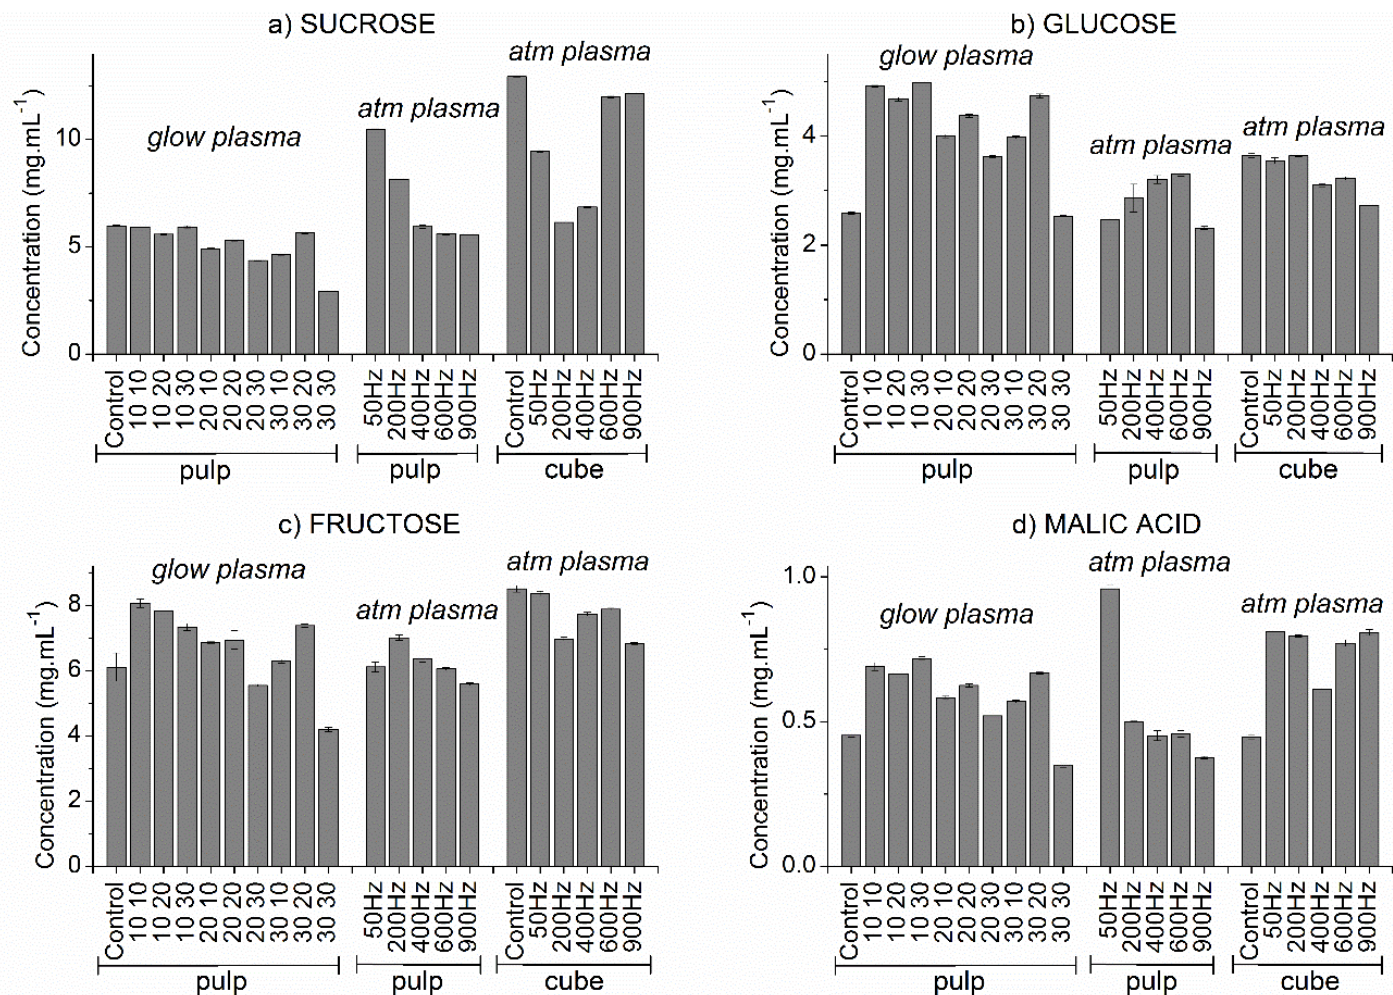 a) SUCROSE
atm plasma
atm plasma
glow plasma
Concentration (mg.mL-1)
10
5
0
Control
10 10
10 20
10 30
20 10
20 20
20 30
30 10
30 20
30 30
50Hz
200Hz
400Hz
600Hz
900Hz
Control
50Hz
200Hz
400Hz
600Hz
900Hz
pulp
pulp
cube
b) GLUCOSE
glow plasma
atm plasma
atm plasma
Concentration (mg.mL-1)
4
2
0
Control
10 10
10 20
10 30
20 10
20 20
20 30
30 10
30 20
30 30
50Hz
200Hz
400Hz
600Hz
900Hz
Control
50Hz
200Hz
400Hz
600Hz
900Hz
pulp
pulp
cube
c) FRUCTOSE
glow plasma
atm plasma
atm plasma
Concentration (mg.mL-1)
8
6
4
2
0
Control
10 10
10 20
10 30
20 10
20 20
20 30
30 10
30 20
30 30
50Hz
200Hz
400Hz
600Hz
900Hz
Control
50Hz
200Hz
400Hz
600Hz
900Hz
pulp
pulp
cube
d) MALIC ACID
atm plasma
glow plasma
atm plasma
Concentration (mg.mL-1)
1.0
0.5
0.0
Control
10 10
10 20
10 30
20 10
20 20
20 30
30 10
30 20
30 30
50Hz
200Hz
400Hz
600Hz
900Hz
Control
50Hz
200Hz
400Hz
600Hz
900Hz
pulp
pulp
cube